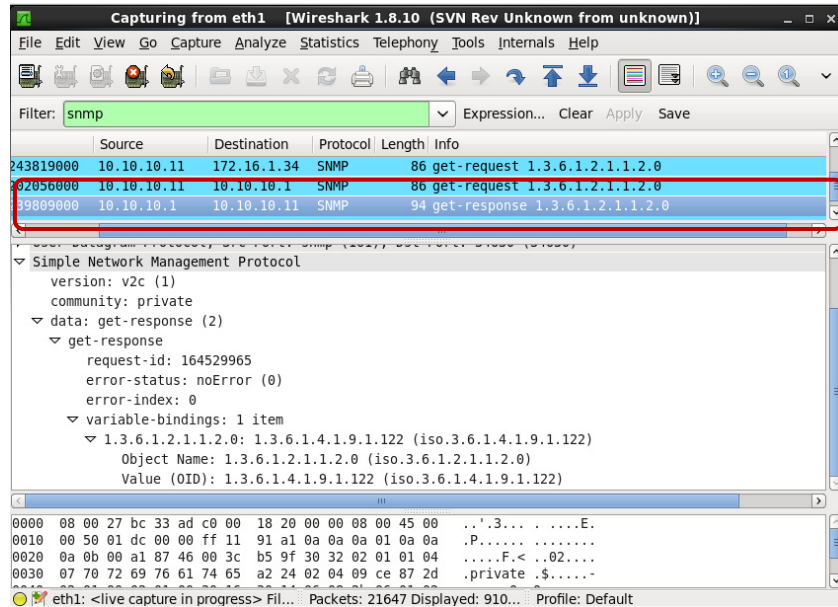 Capturing from eth1 [Wireshark 1.8.10 (SVN Rev Unknown from unknown)]
File Edit View Go Capture Analyze Statistics Telephony Tools Internals Help
Filter: snmp Expression... Clear Apply Save
Source Destination Protocol Length Info
243819000 10.10.10.11 172.16.1.34 SNMP 86 get-request 1.3.6.1.2.1.1.2.0
202056000 10.10.10.11 10.10.10.1 SNMP 86 get-request 1.3.6.1.2.1.1.2.0
39809000 10.10.10.1 10.10.10.11 SNMP 94 get-response 1.3.6.1.2.1.1.2.0
Simple Network Management Protocol
version: v2c (1)
community: private
data: get-response (2)
get-response
request-id: 164529965
error-status: noError (0)
error-index: 0
variable-bindings: 1 item
1.3.6.1.2.1.1.2.0: 1.3.6.1.4.1.9.1.122 (iso.3.6.1.4.1.9.1.122)
Object Name: 1.3.6.1.2.1.1.2.0 (iso.3.6.1.2.1.1.2.0)
Value (OID): 1.3.6.1.4.1.9.1.122 (iso.3.6.1.4.1.9.1.122)
0000 08 00 27 bc 33 ad c0 00 18 20 00 00 08 00 45 00 ..'.3... . ....E.
0010 00 50 01 dc 00 00 ff 11 91 a1 0a 0a 0a 01 0a 0a .P...... ........
0020 0a 0b 00 a1 87 46 00 3c b5 9f 30 32 02 01 01 04 .....F.< ..02....
0030 07 70 72 69 76 61 74 65 a2 24 02 04 09 ce 87 2d .private .$.....-
eth1: <live capture in progress> Fil... Packets: 21647 Displayed: 910... Profile: Default